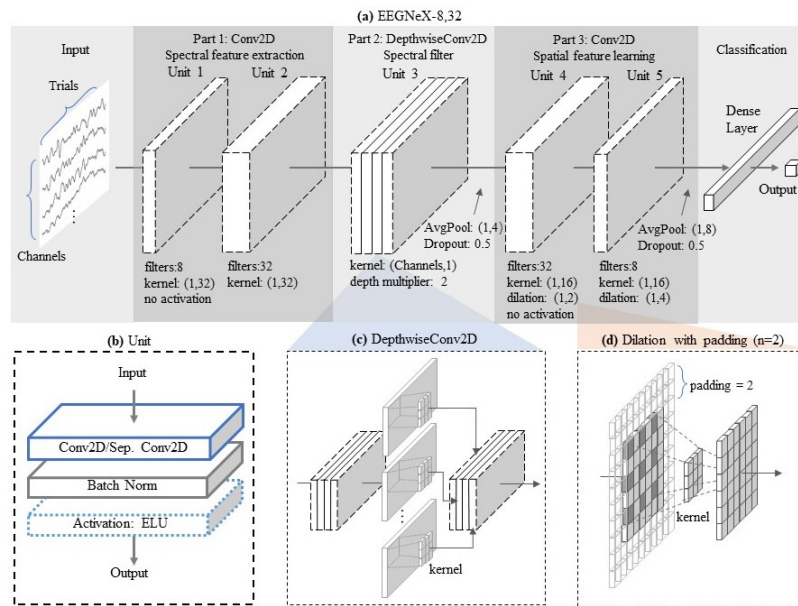 (a) EEGNeX-8,32
Input
Part 1: Conv2D
Spectral feature extraction
Unit 1
Unit 2
Part 2: DepthwiseConv2D
Spectral filter
Unit 3
Part 3: Conv2D
Spatial feature learning
Unit 4
Unit 5
Classification
Trials
Channels
⋮
filters:8
kernel: (1,32)
no activation
filters:32
kernel: (1,32)
kernel: (Channels,1)
depth multiplier: 2
AvgPool: (1,4)
Dropout: 0.5
filters:32
kernel: (1,16)
dilation: (1,2)
no activation
filters:8
kernel: (1,16)
dilation: (1,4)
AvgPool: (1,8)
Dropout: 0.5
Dense
Layer
Output
(b) Unit
Input
Conv2D/Sep. Conv2D
Batch Norm
Activation: ELU
Output
(c) DepthwiseConv2D
⋮
kernel
(d) Dilation with padding (n=2)
padding = 2
kernel